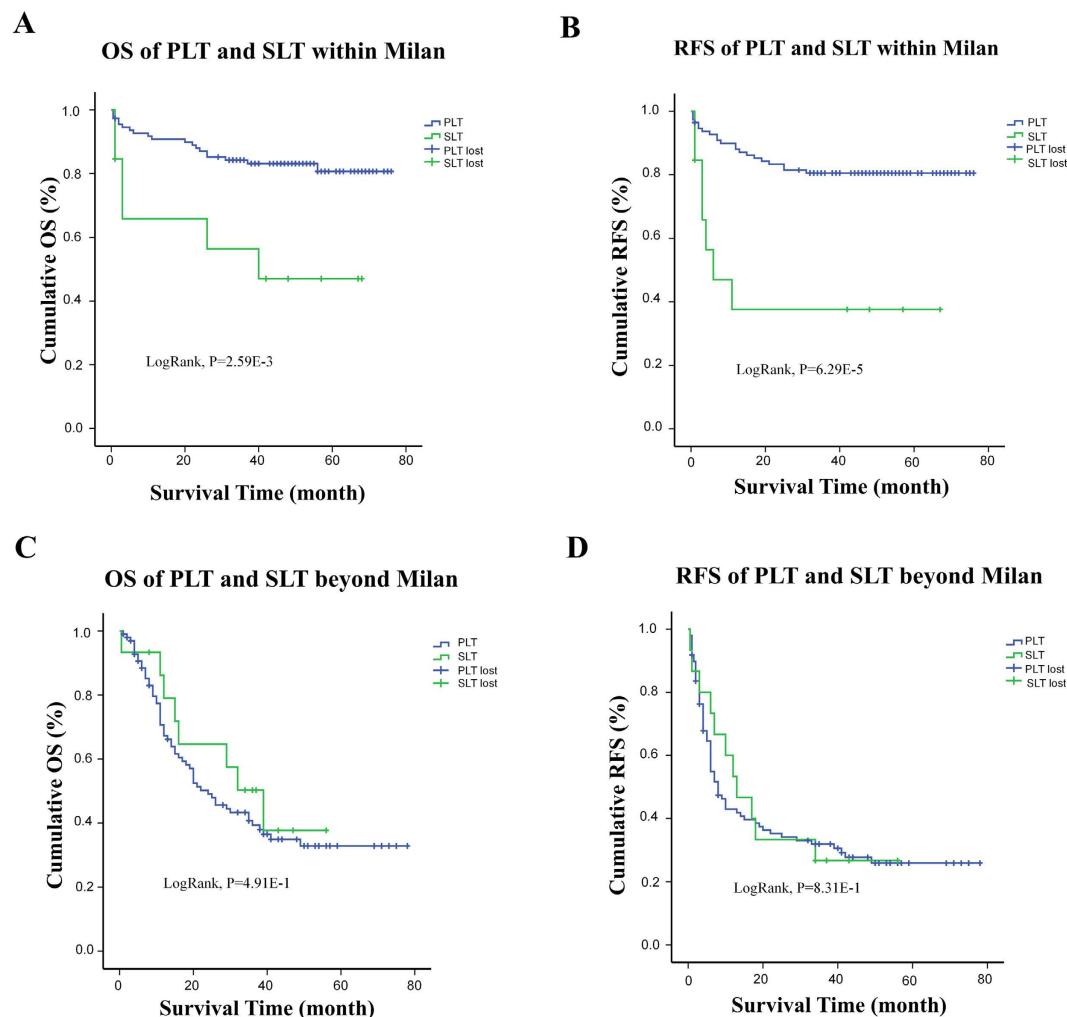 A
OS of PLT and SLT within Milan
1.0
0.8
0.6
0.4
0.2
0.0
Cumulative OS (%)
PLT
SLT
PLT lost
SLT lost
LogRank, P=2.59E-3
0 20 40 60 80
Survival Time (month)
B
RFS of PLT and SLT within Milan
1.0
0.8
0.6
0.4
0.2
0.0
Cumulative RFS (%)
PLT
SLT
PLT lost
SLT lost
LogRank, P=6.29E-5
0 20 40 60 80
Survival Time (month)
C
OS of PLT and SLT beyond Milan
1.0
0.8
0.6
0.4
0.2
0.0
Cumulative OS (%)
PLT
SLT
PLT lost
SLT lost
LogRank, P=4.91E-1
0 20 40 60 80
Survival Time (month)
D
RFS of PLT and SLT beyond Milan
1.0
0.8
0.6
0.4
0.2
0.0
Cumulative RFS (%)
PLT
SLT
PLT lost
SLT lost
LogRank, P=8.31E-1
0 20 40 60 80
Survival Time (month)